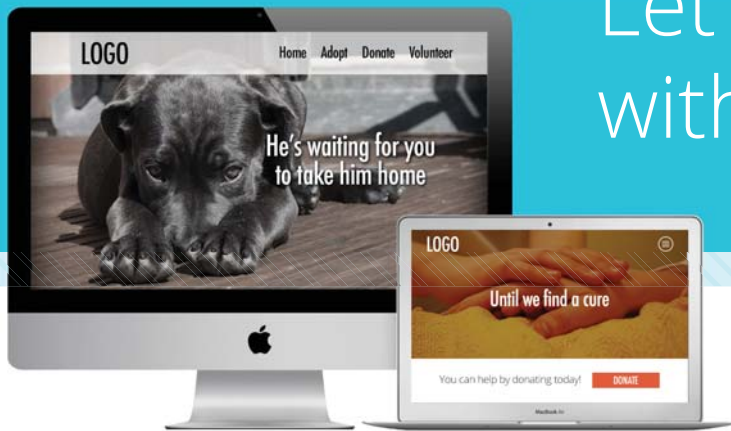 Let
with
LOGO
Home Adopt Donate Volunteer
He's waiting for you
to take him home
LOGO
Until we find a cure
You can help by donating today!
DONATE
MacBook Air